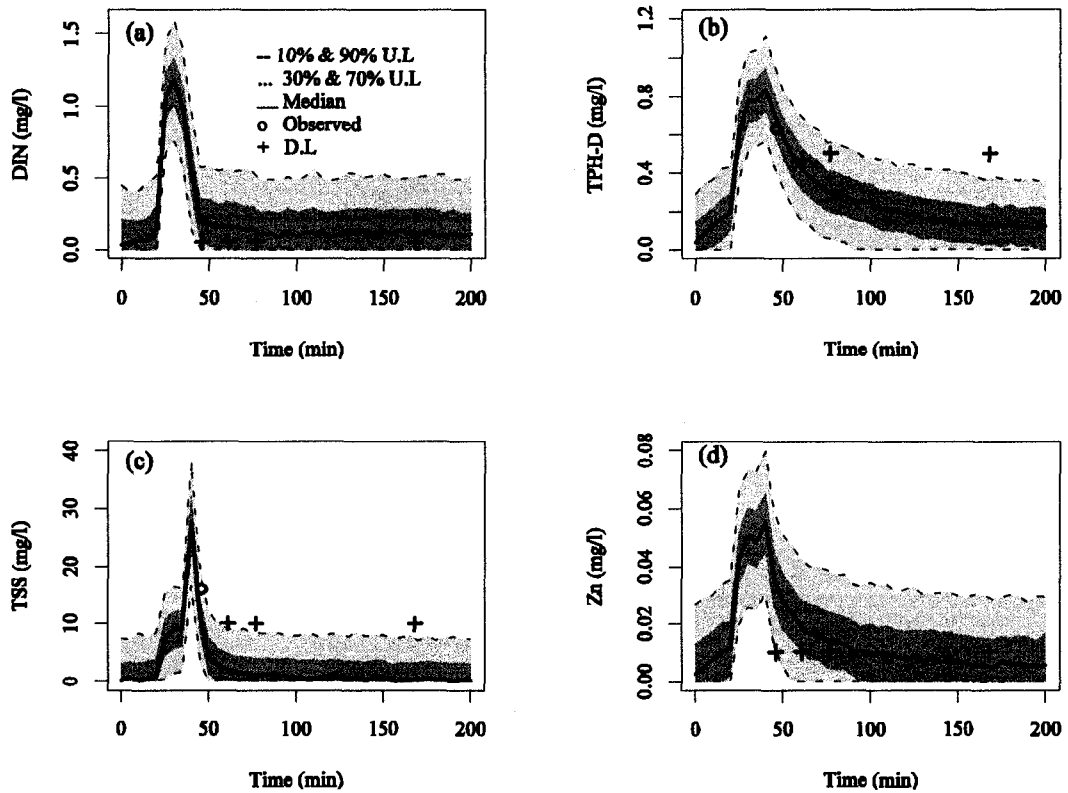 (a)
DIN (mg/l)
1.5
1.0
0.5
0.0
-- 10% & 90% U.L
... 30% & 70% U.L
Median
o Observed
+ D.L
0 50 100 150 200
Time (min)
(b)
TPH-D (mg/l)
1.2
0.8
0.4
0.0
0 50 100 150 200
Time (min)
(c)
TSS (mg/l)
40
30
20
10
0
0 50 100 150 200
Time (min)
(d)
Zn (mg/l)
0.08
0.06
0.04
0.02
0.00
0 50 100 150 200
Time (min)